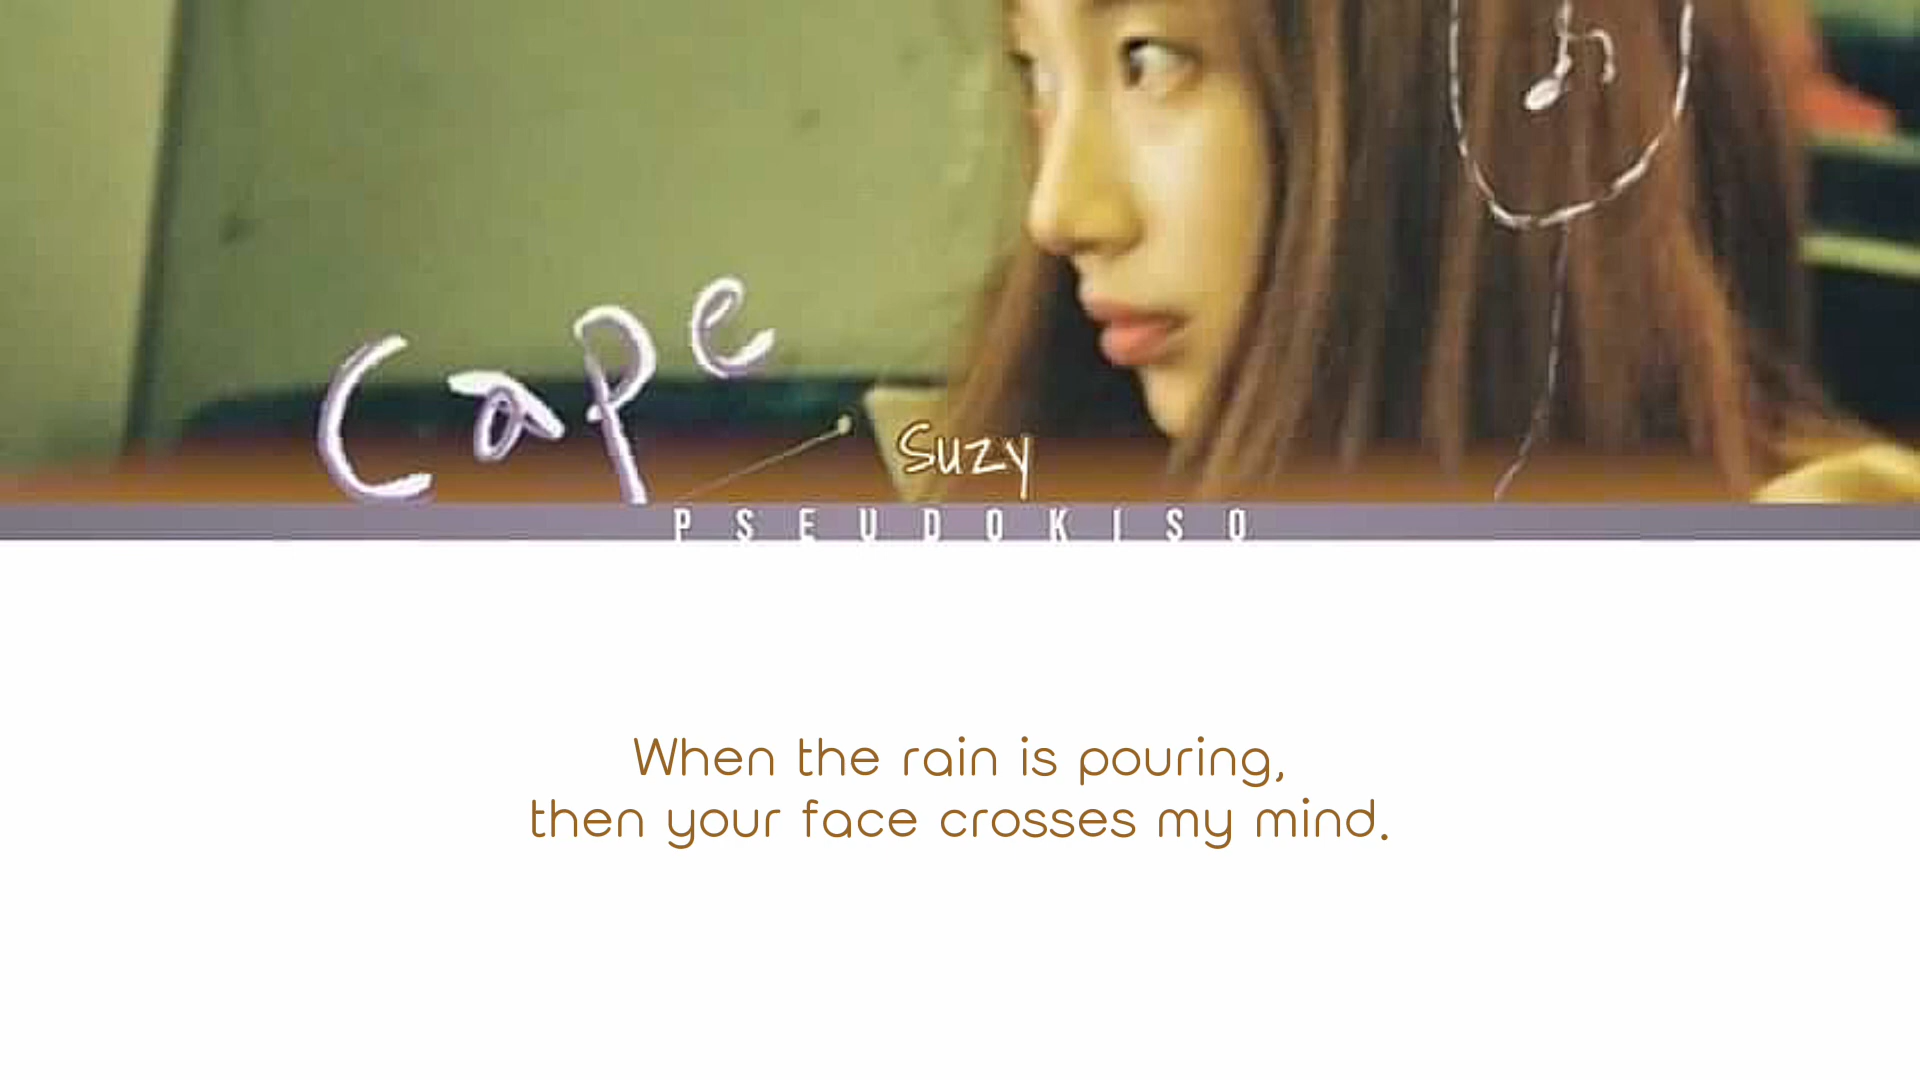 Cape
Suzy
PSEUDOKISO
When the rain is pouring,
then your face crosses my mind.